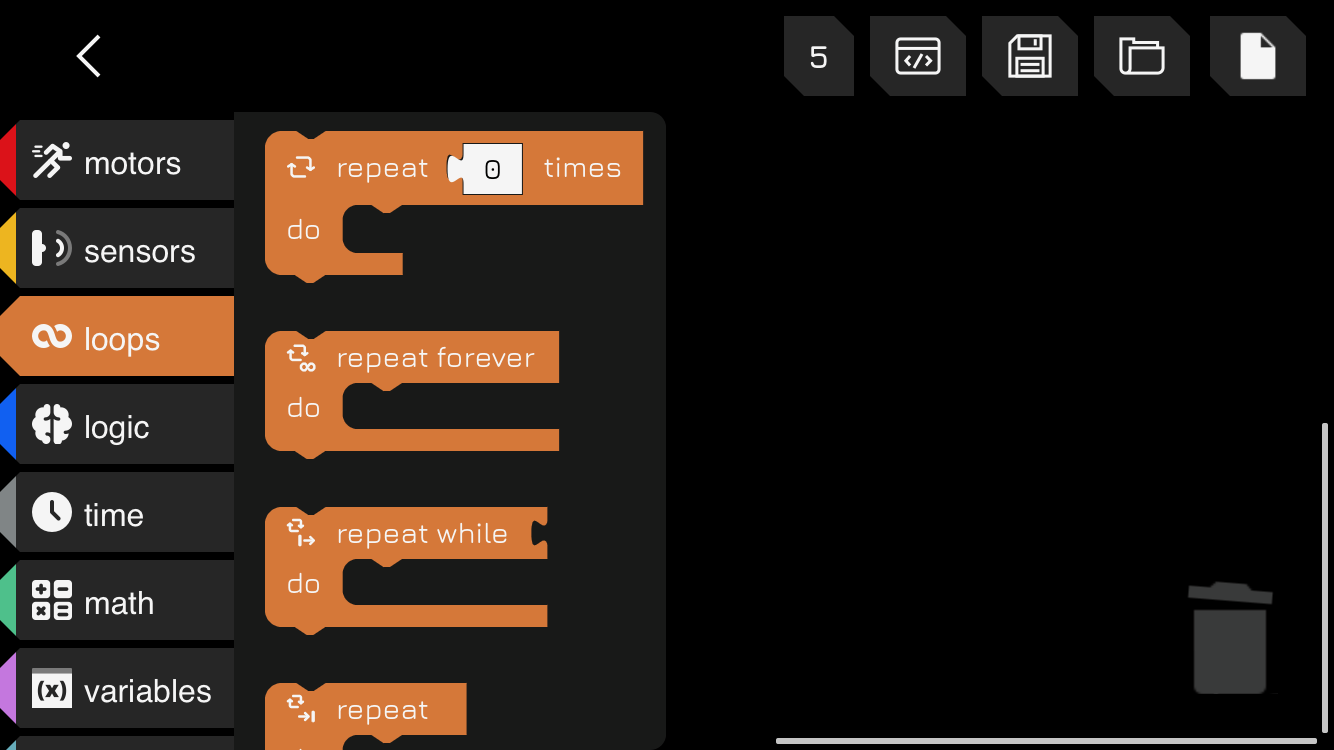 5
motors
sensors
loops
logic
time
math
(x) variables
repeat 0 times
do
repeat forever
do
repeat while
do
repeat